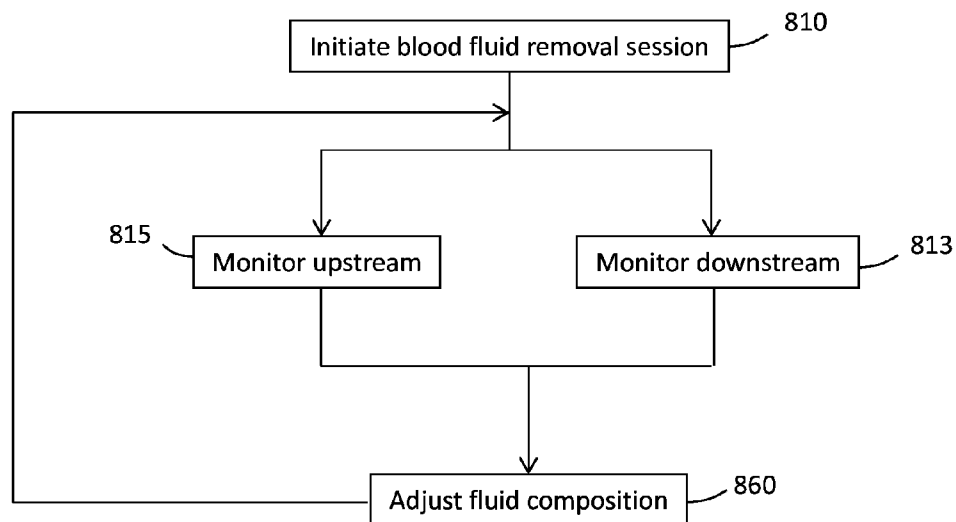 Initiate blood fluid removal session
810
815
Monitor upstream
Monitor downstream
813
Adjust fluid composition
860